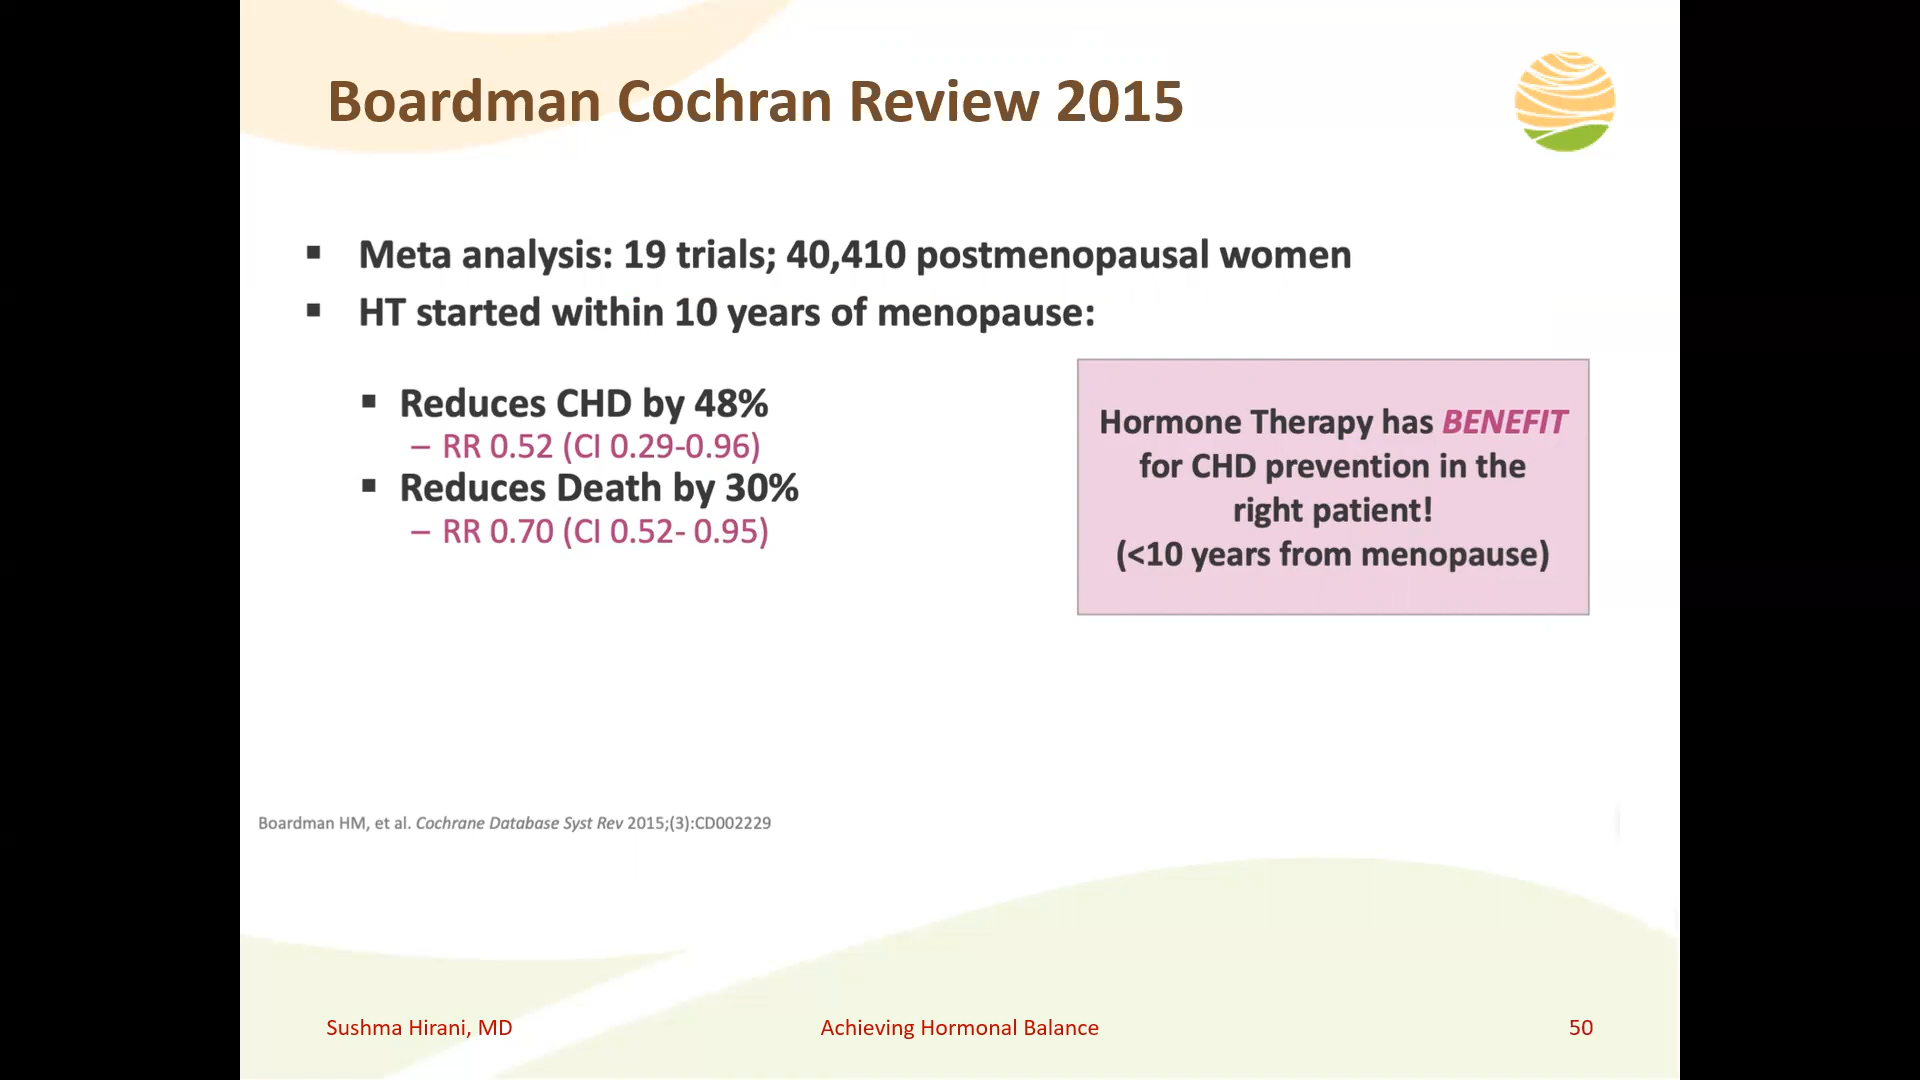 Boardman Cochran Review 2015
▪ Meta analysis: 19 trials; 40,410 postmenopausal women
▪ HT started within 10 years of menopause:
▪ Reduces CHD by 48%
– RR 0.52 (CI 0.29-0.96)
▪ Reduces Death by 30%
– RR 0.70 (CI 0.52- 0.95)
Hormone Therapy has BENEFIT
for CHD prevention in the
right patient!
(<10 years from menopause)
Boardman HM, et al. Cochrane Database Syst Rev 2015;(3):CD002229
Sushma Hirani, MD
Achieving Hormonal Balance
50